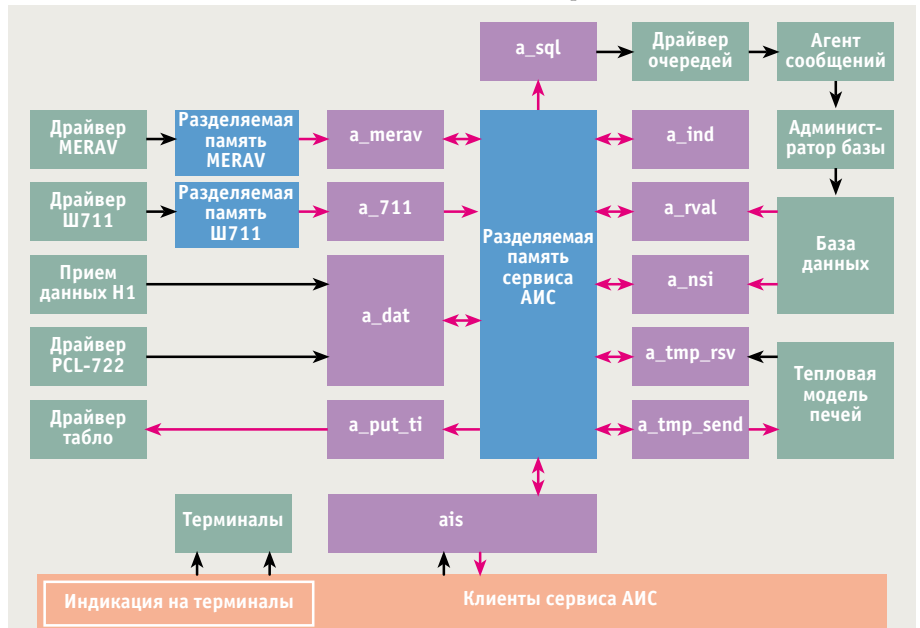 a_sql
Драйвер
очередей
Агент
сообщений
Драйвер
MERAV
Разделяемая
память
MERAV
a_merav
a_ind
Админист-
ратор базы
Драйвер
Ш711
Разделяемая
память
Ш711
a_711
Разделяемая
память
сервиса
АИС
a_rval
База
данных
Прием
данных H1
a_dat
a_nsi
Драйвер
PCL-722
a_tmp_rsv
Тепловая
модель
печей
Драйвер
табло
a_put_ti
a_tmp_send
Терминалы
ais
Индикация на терминалы
Клиенты сервиса АИС